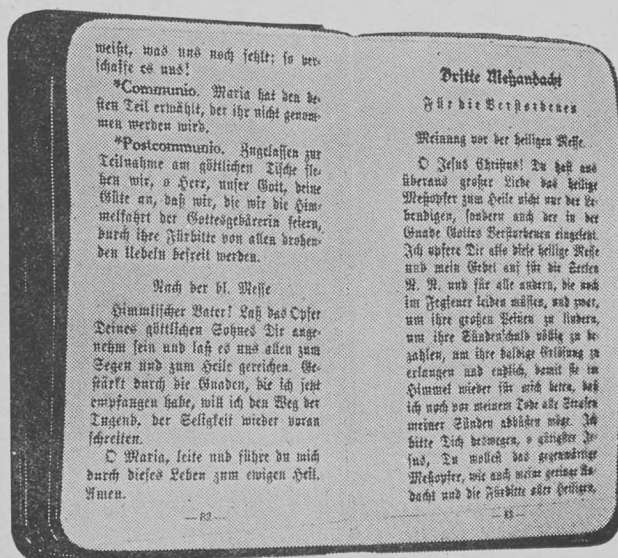 weißt, was uns noch fehlt; so ver-
schaffe es uns!
*Communio. Maria hat den be-
sten Teil erwählt, der ihr nicht genom-
men werden wird.
*Postcommunio. Zugelassen zur
Teilnahme am göttlichen Tische fle-
hen wir, o Herr, unser Gott, deine
Güte an, daß wir, die wir die Him-
melfahrt der Gottesgebärerin feiern,
durch ihre Fürbitte von allen drohen-
den Uebeln befreit werden.
Nach der hl. Messe
Himmlischer Vater! Laß das Opfer
Deines göttlichen Sohnes Dir ange-
nehm sein und laß es uns allen zum
Segen und zum Heile gereichen. Ge-
stärkt durch die Gnaden, die ich jetzt
empfangen habe, will ich den Weg der
Tugend, der Seligkeit wieder voran
schreiten.
O Maria, leite und führe du mich
durch dieses Leben zum ewigen Heil.
Amen.
— 82 —
Dritte Meßandacht
Für die Verstorbenen
Meinung vor der heiligen Messe.
O Jesus Christus! Du hast aus
überaus großer Liebe das heilige
Meßopfer zum Heile nicht nur der Le-
bendigen, sondern auch der in der
Gnade Gottes Verstorbenen eingesetzt.
Ich opfere Dir also diese heilige Messe
und mein Gebet auf für die Seelen
N. N. und für alle andern, die noch
im Fegfeuer leiden müssen, und zwar,
um ihre großen Peinen zu lindern,
um ihre Sündenschuld völlig zu be-
zahlen, um ihre baldige Erlösung zu
erlangen und endlich, damit sie im
Himmel wieder für mich beten, daß
ich noch vor meinem Tode alle Strafen
meiner Sünden abbüßen möge. Ich
bitte Dich deswegen, o gütigster Je-
sus, Du wollest das gegenwärtige
Meßopfer, wie auch meine geringe An-
dacht und die Fürbitte aller Heiligen,
— 83 —